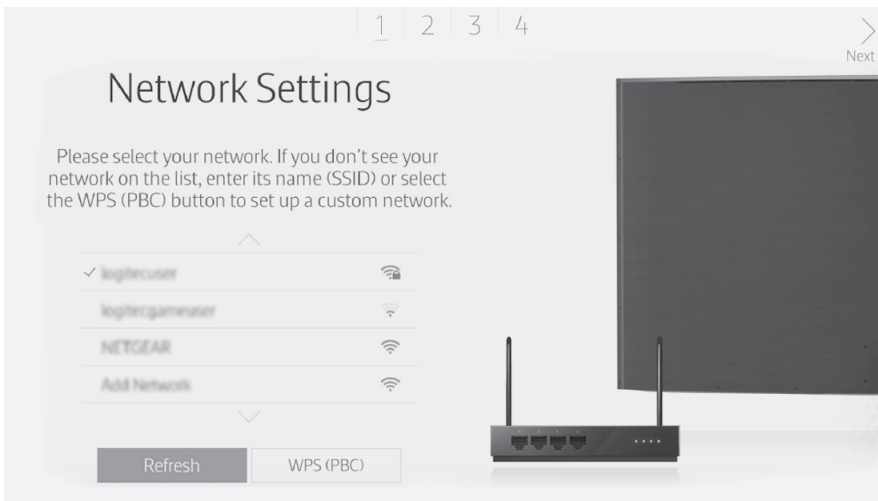 1 2 3 4
Next
Network Settings
Please select your network. If you don't see your
network on the list, enter its name (SSID) or select
the WPS (PBC) button to set up a custom network.
logitecuser
logitecgameuser
NETGEAR
Add Network
Refresh WPS (PBC)